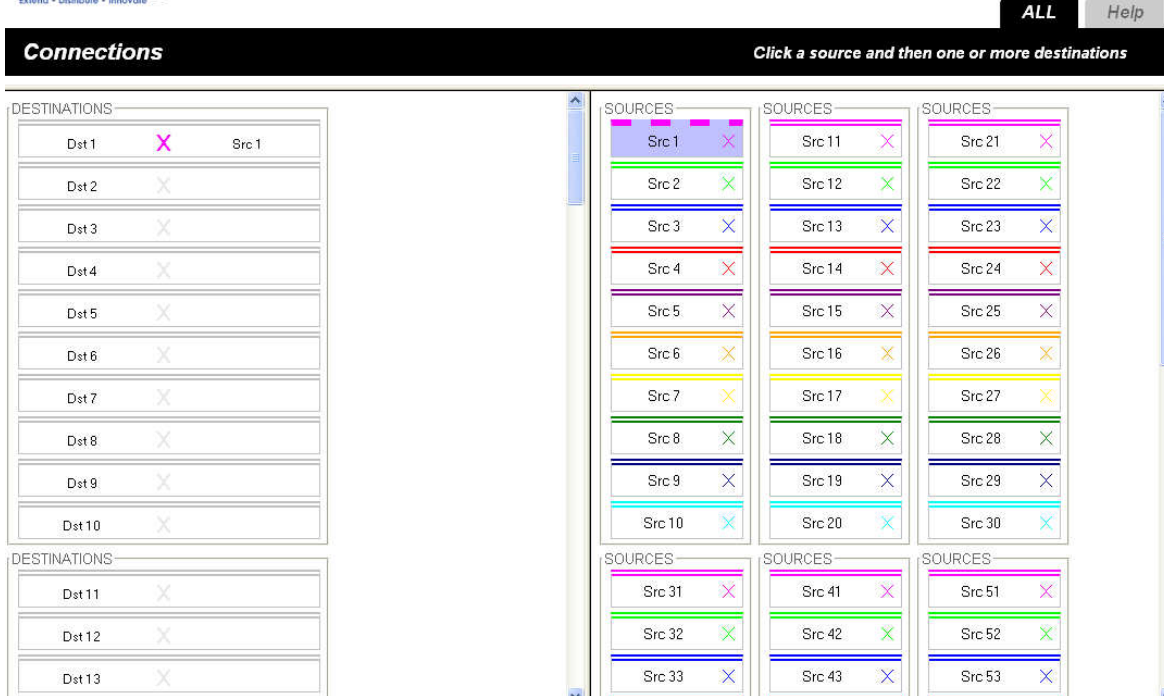 Extend • Distribute • Innovate
ALL
Help
Connections
Click a source and then one or more destinations
DESTINATIONS
Dst 1 X Src 1
Dst 2 X
Dst 3 X
Dst 4 X
Dst 5 X
Dst 6 X
Dst 7 X
Dst 8 X
Dst 9 X
Dst 10 X
DESTINATIONS
Dst 11 X
Dst 12 X
Dst 13 X
SOURCES
Src 1 X
Src 2 X
Src 3 X
Src 4 X
Src 5 X
Src 6 X
Src 7 X
Src 8 X
Src 9 X
Src 10 X
SOURCES
Src 11 X
Src 12 X
Src 13 X
Src 14 X
Src 15 X
Src 16 X
Src 17 X
Src 18 X
Src 19 X
Src 20 X
SOURCES
Src 21 X
Src 22 X
Src 23 X
Src 24 X
Src 25 X
Src 26 X
Src 27 X
Src 28 X
Src 29 X
Src 30 X
SOURCES
Src 31 X
Src 32 X
Src 33 X
SOURCES
Src 41 X
Src 42 X
Src 43 X
SOURCES
Src 51 X
Src 52 X
Src 53 X